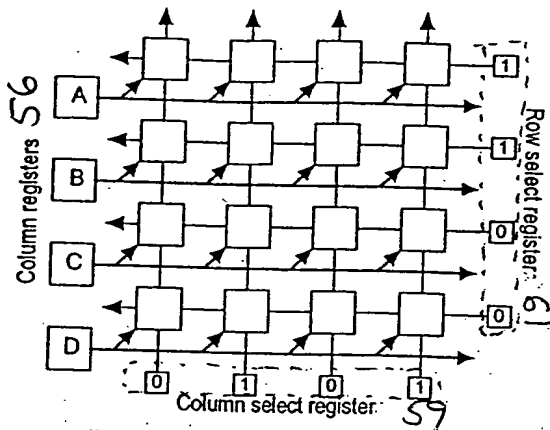 1
A
Column registers 56
1
B
Row select register 61
C
0
D
0
0
1
0
1
Column select register
59